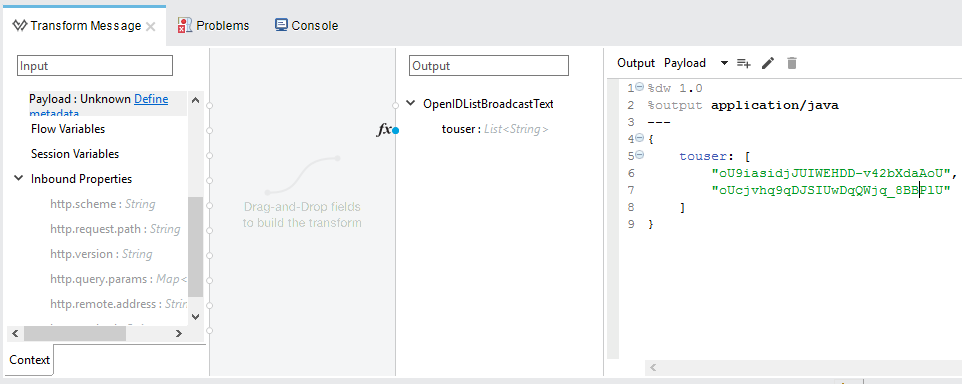 Transform Message
Problems
Console
Input
Payload : Unknown Define
metadata
Flow Variables
Session Variables
Inbound Properties
http.scheme : String
http.request.path : String
http.version : String
http.query.params : Map<
http.remote.address : Strin
Context
fx
Drag-and-Drop fields
to build the transform
Output
OpenIDListBroadcastText
touser : List<String>
Output Payload
1 %dw 1.0
2 %output application/java
3 ---
4 {
5 touser: [
6 "oU9iasidjJUIWEHDD-v42bXdaAoU",
7 "oUcjvhq9qDJSIUwDqQWjq_8BBPlU"
8 ]
9 }